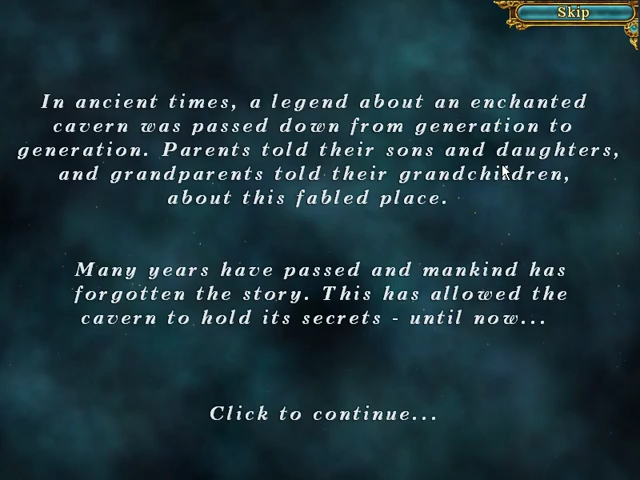 Skip
In ancient times, a legend about an enchanted
cavern was passed down from generation to
generation. Parents told their sons and daughters,
and grandparents told their grandchildren,
about this fabled place.
Many years have passed and mankind has
forgotten the story. This has allowed the
cavern to hold its secrets - until now...
Click to continue...